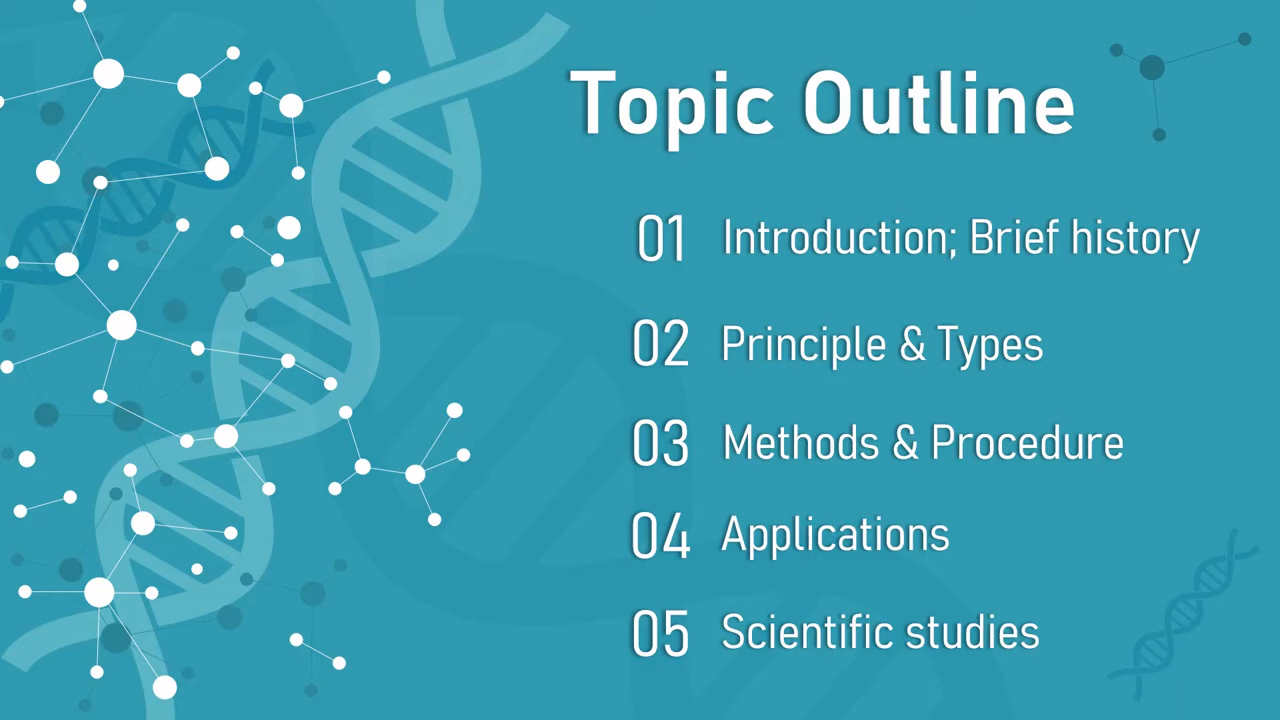 Topic Outline
01 Introduction; Brief history
02 Principle & Types
03 Methods & Procedure
04 Applications
05 Scientific studies